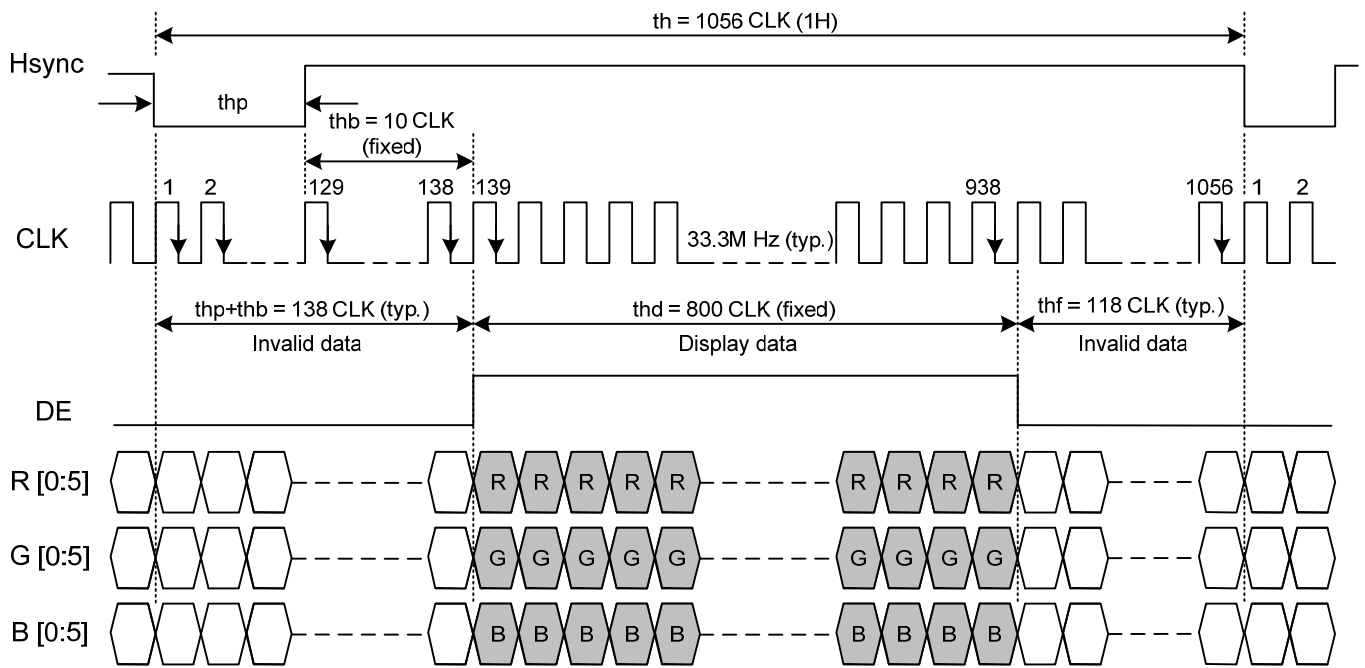 th = 1056 CLK (1H)
Hsync
thp
thb = 10 CLK
(fixed)
1 2 129 138 139 938 1056 1 2
CLK
33.3M Hz (typ.)
thp+thb = 138 CLK (typ.) thd = 800 CLK (fixed) thf = 118 CLK (typ.)
Invalid data Display data Invalid data
DE
R [0:5] R R R R R R R R R
G [0:5] G G G G G G G G G
B [0:5] B B B B B B B B B